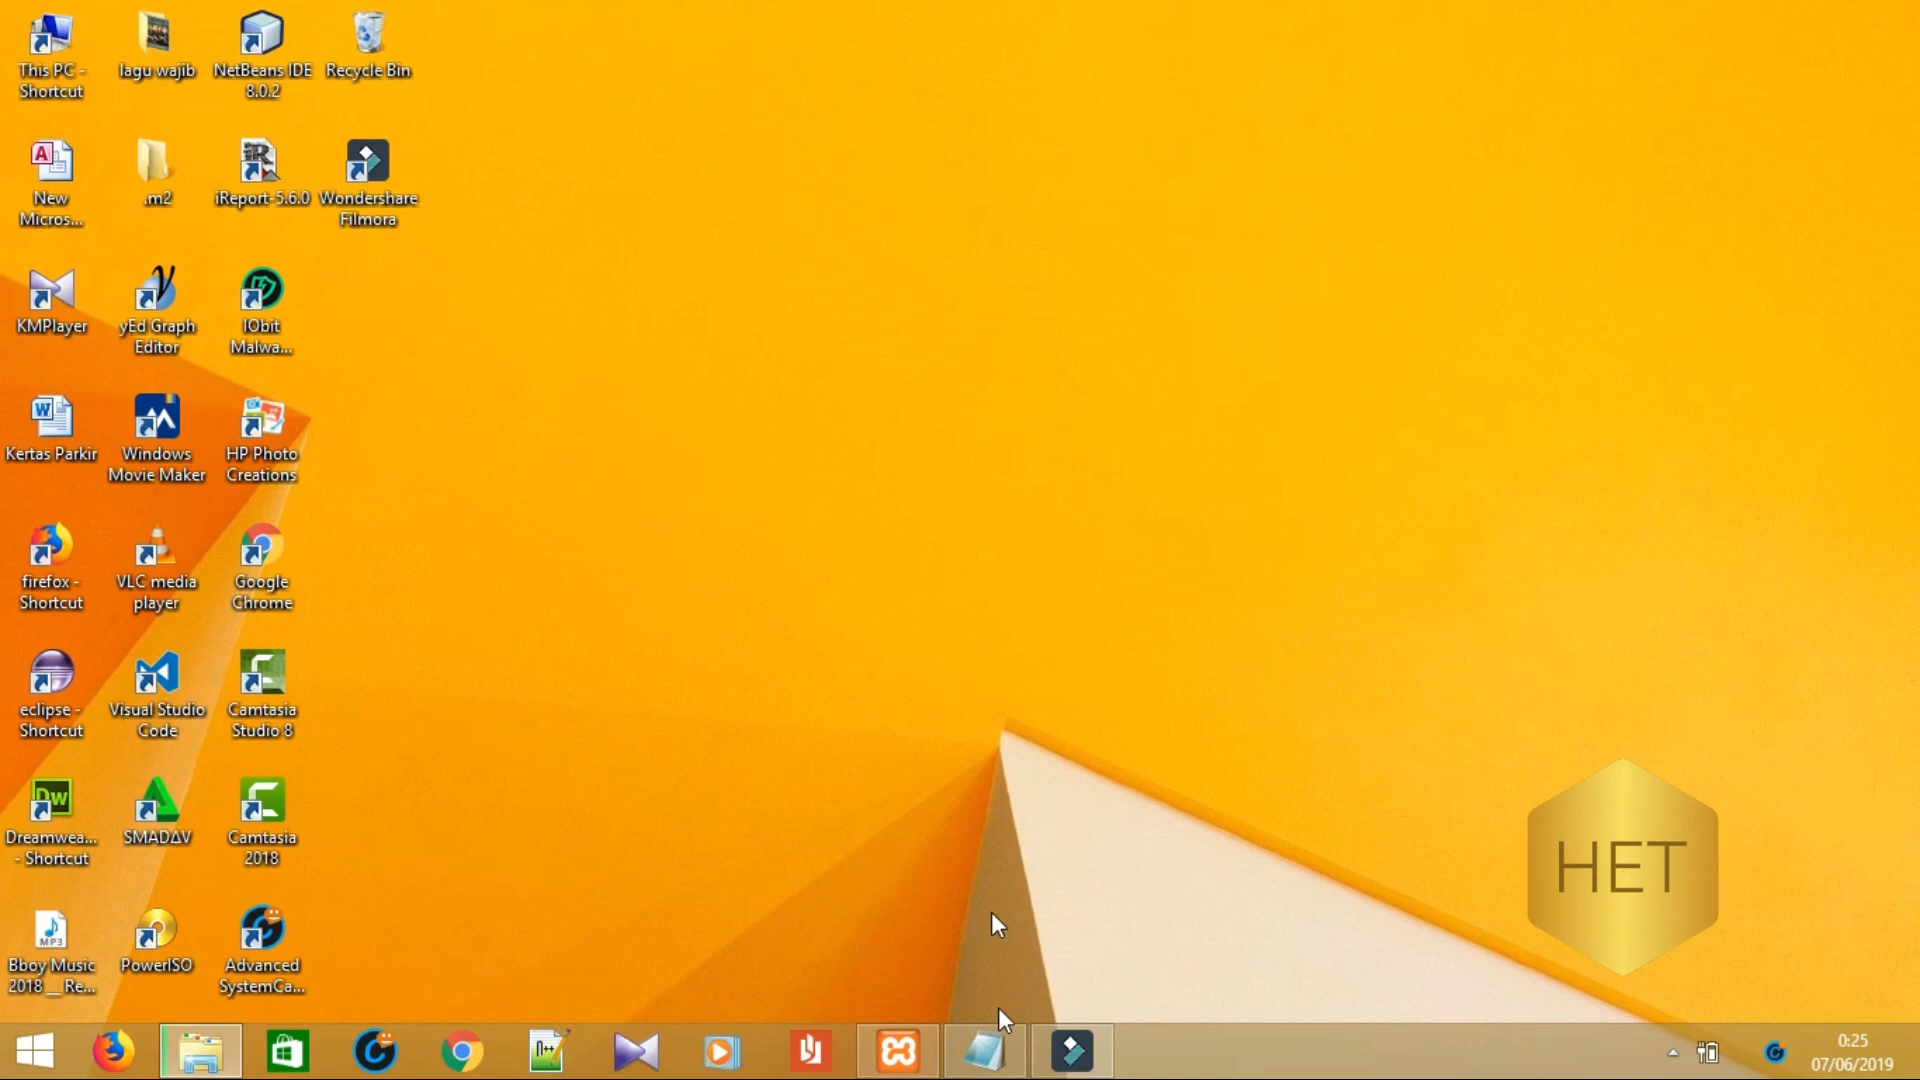 This PC -
Shortcut
lagu wajib
NetBeans IDE
8.0.2
Recycle Bin
New
Micros...
.m2
iReport-5.6.0
Wondershare
Filmora
KMPlayer
yEd Graph
Editor
IObit
Malwa...
Kertas Parkir
Windows
Movie Maker
HP Photo
Creations
firefox -
Shortcut
VLC media
player
Google
Chrome
eclipse -
Shortcut
Visual Studio
Code
Camtasia
Studio 8
Dreamwea...
- Shortcut
SMADΔV
Camtasia
2018
Bboy Music
2018 __ Re...
PowerISO
Advanced
SystemCa...
HET
0:25
07/06/2019